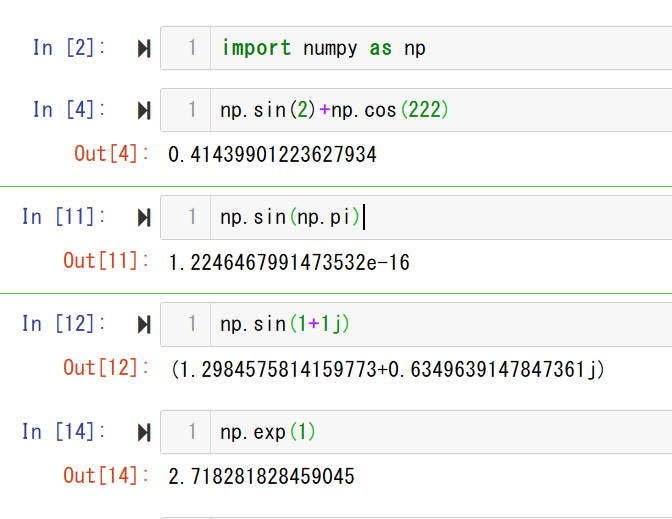 In [2]: 1 import numpy as np
In [4]: 1 np.sin(2)+np.cos(222)
Out[4]: 0.41439901223627934
In [11]: 1 np.sin(np.pi)
Out[11]: 1.2246467991473532e-16
In [12]: 1 np.sin(1+1j)
Out[12]: (1.2984575814159773+0.6349639147847361j)
In [14]: 1 np.exp(1)
Out[14]: 2.718281828459045